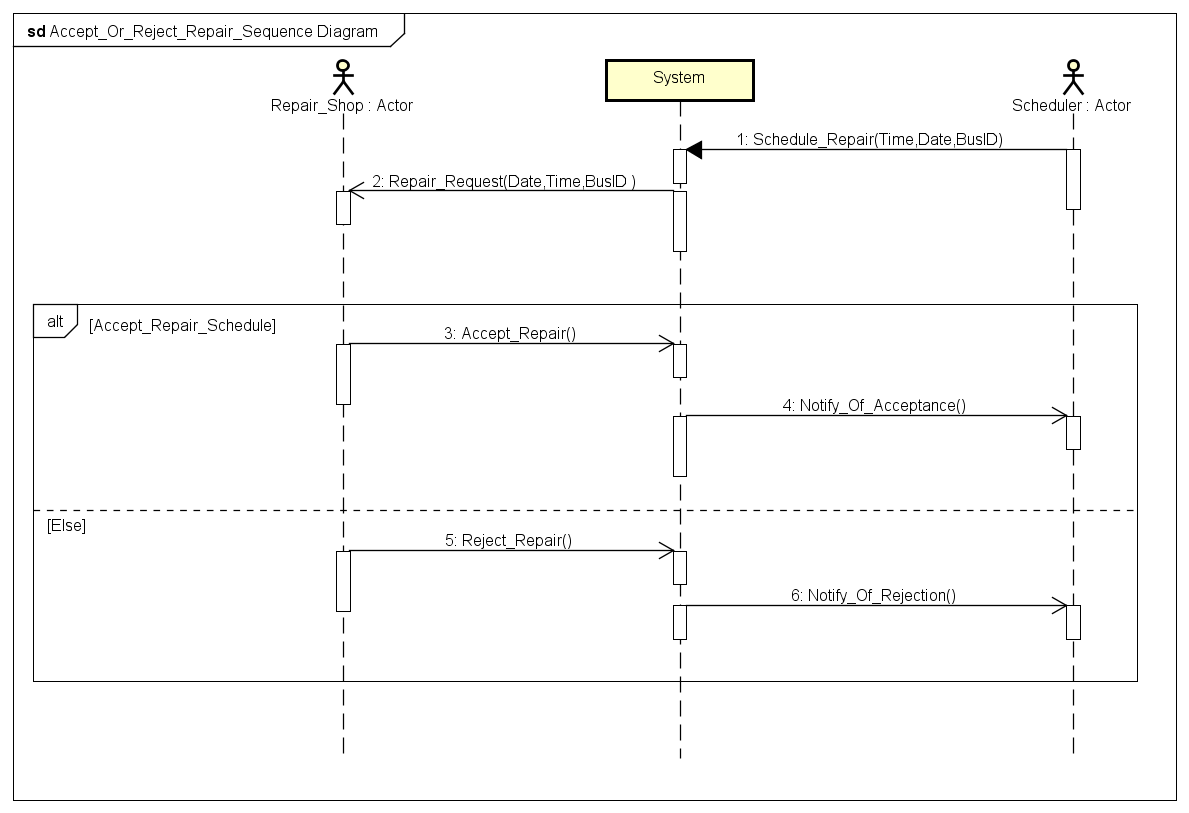 sd Accept_Or_Reject_Repair_Sequence Diagram
Repair_Shop : Actor
System
Scheduler : Actor
1: Schedule_Repair(Time,Date,BusID)
2: Repair_Request(Date,Time,BusID )
alt
[Accept_Repair_Schedule]
3: Accept_Repair()
4: Notify_Of_Acceptance()
[Else]
5: Reject_Repair()
6: Notify_Of_Rejection()